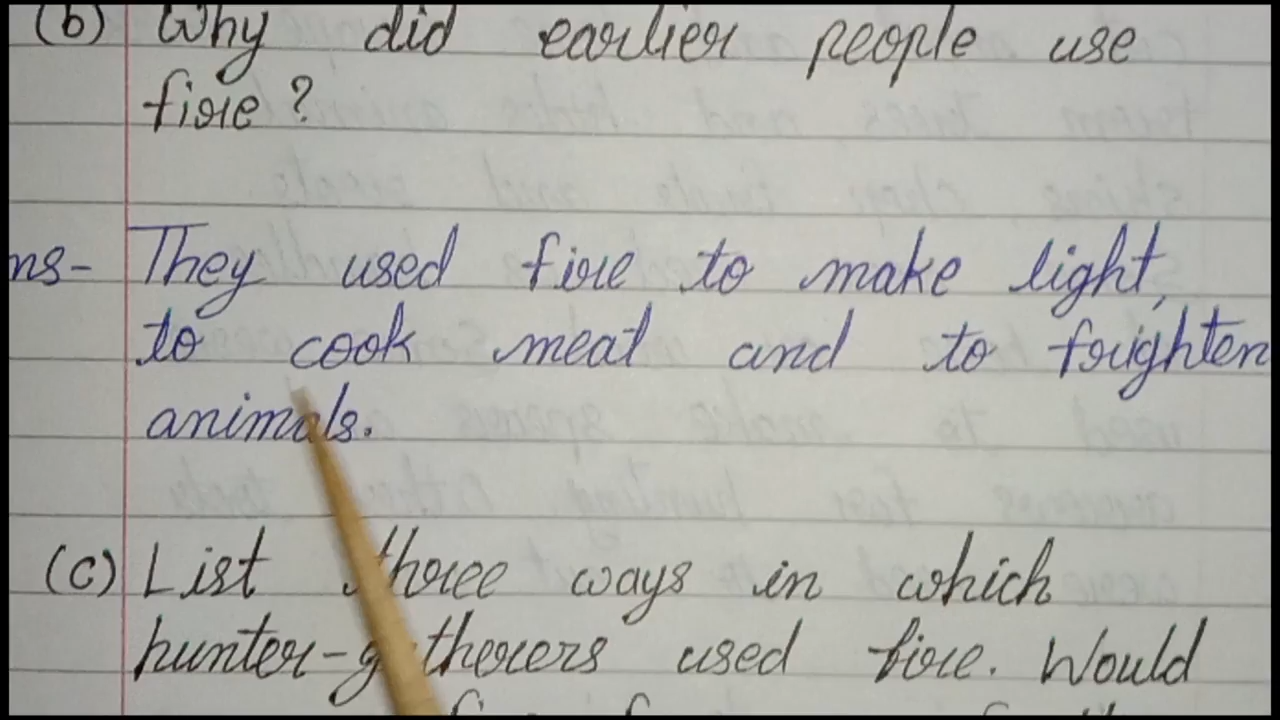 (b) Why did earlier people use
fire?
ns- They used fire to make light,
to cook meat and to frighten
animals.
(c) List three ways in which
hunter-gatherers used fire. Would